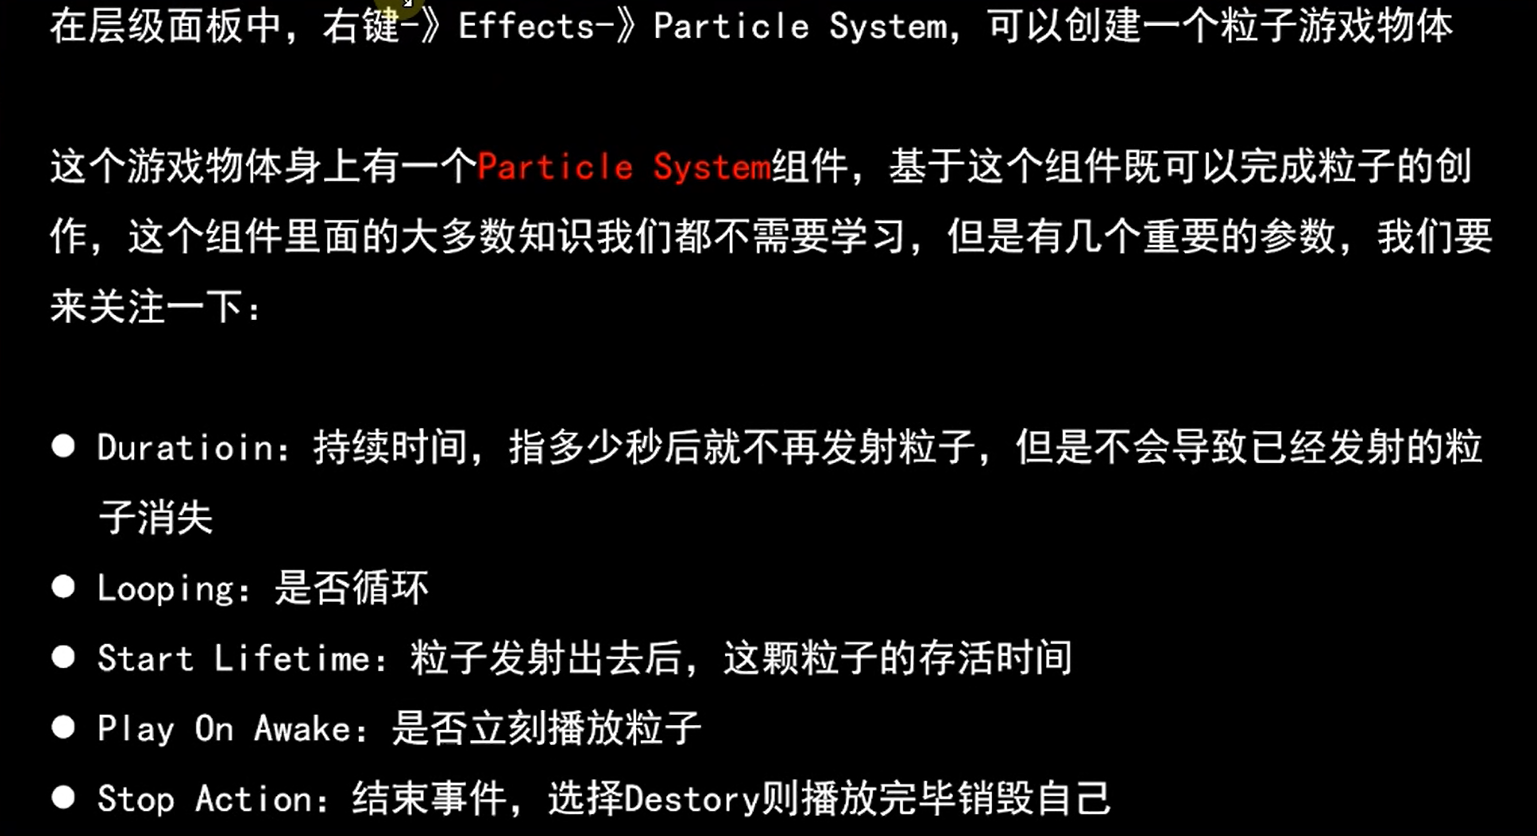 在层级面板中，右键-》Effects-》Particle System，可以创建一个粒子游戏物体
这个游戏物体身上有一个Particle System组件，基于这个组件既可以完成粒子的创
作，这个组件里面的大多数知识我们都不需要学习，但是有几个重要的参数，我们要
来关注一下：
● Duratioin：持续时间，指多少秒后就不再发射粒子，但是不会导致已经发射的粒
子消失
● Looping：是否循环
● Start Lifetime：粒子发射出去后，这颗粒子的存活时间
● Play On Awake：是否立刻播放粒子
● Stop Action：结束事件，选择Destory则播放完毕销毁自己